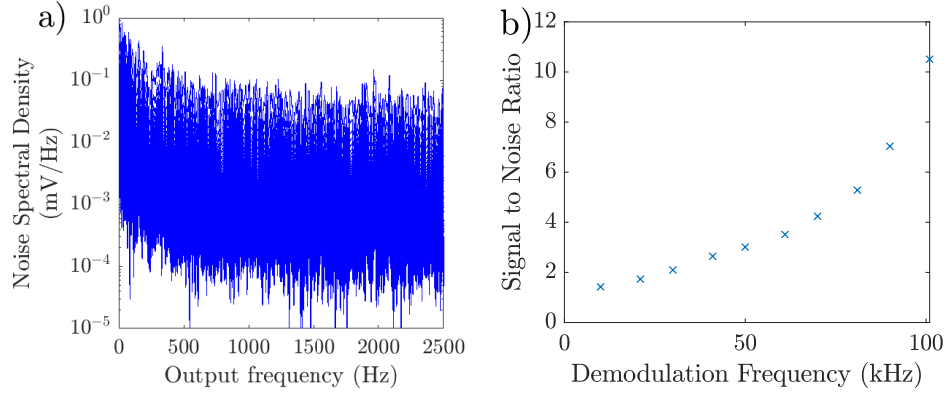 a)
Noise Spectral Density
(mV/Hz)
10⁰
10⁻¹
10⁻²
10⁻³
10⁻⁴
10⁻⁵
0 500 1000 1500 2000 2500
Output frequency (Hz)
b)
Signal to Noise Ratio
12
10
8
6
4
2
0
0 50 100
Demodulation Frequency (kHz)